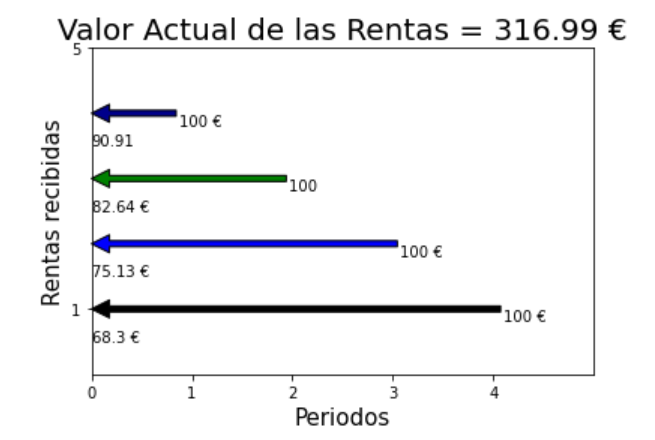 Valor Actual de las Rentas = 316.99 €
5
100 €
90.91
100
82.64 €
Rentas recibidas
100 €
75.13 €
1
100 €
68.3 €
0 1 2 3 4
Periodos